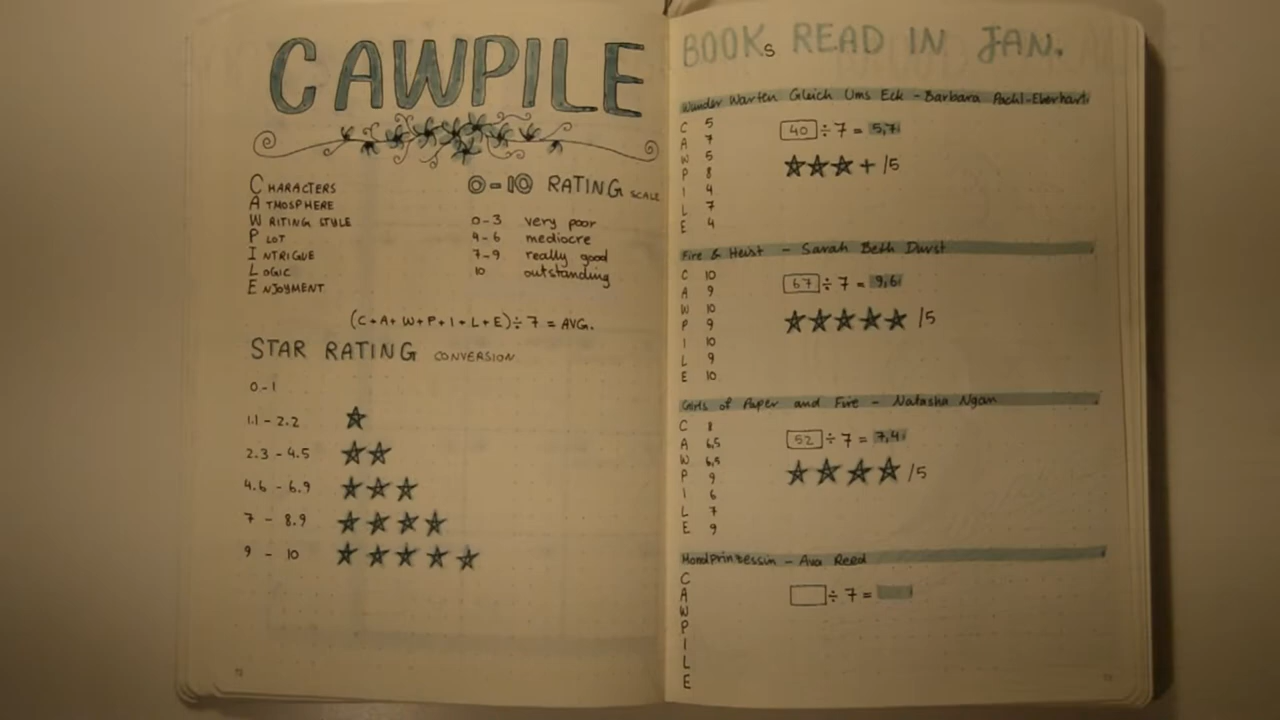 CAWPILE
CHARACTERS
ATMOSPHERE
WRITING STYLE
PLOT
INTRIGUE
LOGIC
ENJOYMENT
0-10 RATING SCALE
0-3 very poor
4-6 mediocre
7-9 really good
10 outstanding
(C+A+W+P+I+L+E)÷7 = AVG.
STAR RATING CONVERSION
0-1
1.1 - 2.2
2.3 - 4.5
4.6 - 6.9
7 - 8.9
9 - 10
BOOKs READ IN JAN.
Wunder Warten Gleich Ums Eck - Barbara Pachl-Eberhart
C 5
A 7
W 5
P 8
I 4
L 7
E 4
40 ÷ 7 = 5,7
+ /5
Fire & Heist - Sarah Beth Durst
C 10
A 9
W 10
P 9
I 10
L 9
E 10
67 ÷ 7 = 9,6
/5
Girls of Paper and Fire - Natasha Ngan
C 8
A 6,5
W 6,5
P 9
I 6
L 7
E 9
52 ÷ 7 = 7,4
/5
Mondprinzessin - Ava Reed
C
A
W
P
I
L
E
÷ 7 =